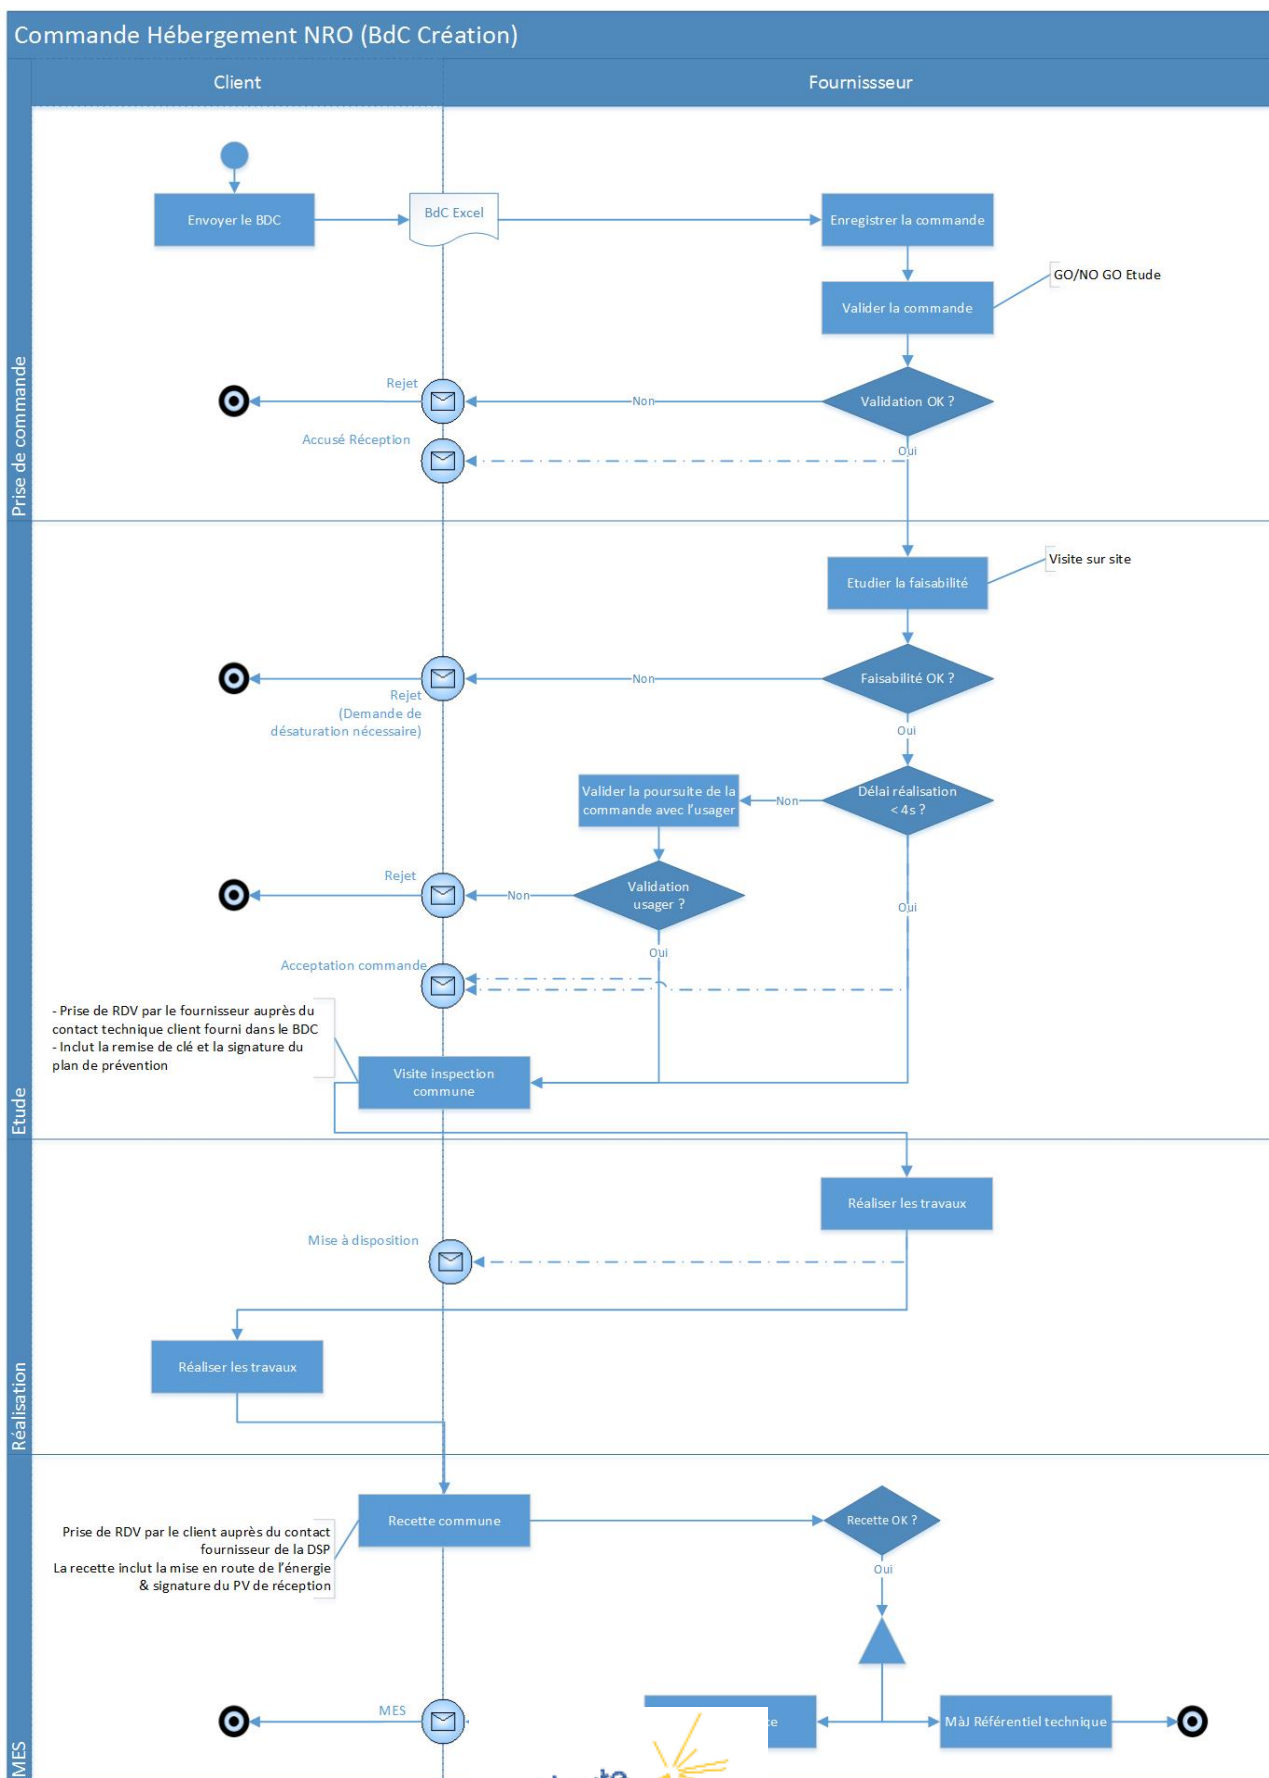 Commande Hébergement NRO (BdC Création)
Client
Fournissseur
Prise de commande
Envoyer le BDC
BdC Excel
Enregistrer la commande
GO/NO GO Etude
Valider la commande
Rejet
Non
Validation OK ?
Accusé Réception
Oui
Etude
Visite sur site
Etudier la faisabilité
Non
Faisabilité OK ?
Rejet
(Demande de
désaturation nécessaire)
Oui
Valider la poursuite de la
commande avec l'usager
Non
Délai réalisation
< 4s ?
Rejet
Non
Validation
usager ?
Oui
Oui
Acceptation commande
- Prise de RDV par le fournisseur auprès du
contact technique client fourni dans le BDC
- Inclut la remise de clé et la signature du
plan de prévention
Visite inspection
commune
Réalisation
Réaliser les travaux
Mise à disposition
Réaliser les travaux
MES
Recette commune
Recette OK ?
Prise de RDV par le client auprès du contact
fournisseur de la DSP
La recette inclut la mise en route de l'énergie
& signature du PV de réception
Oui
MES
MàJ Référentiel technique